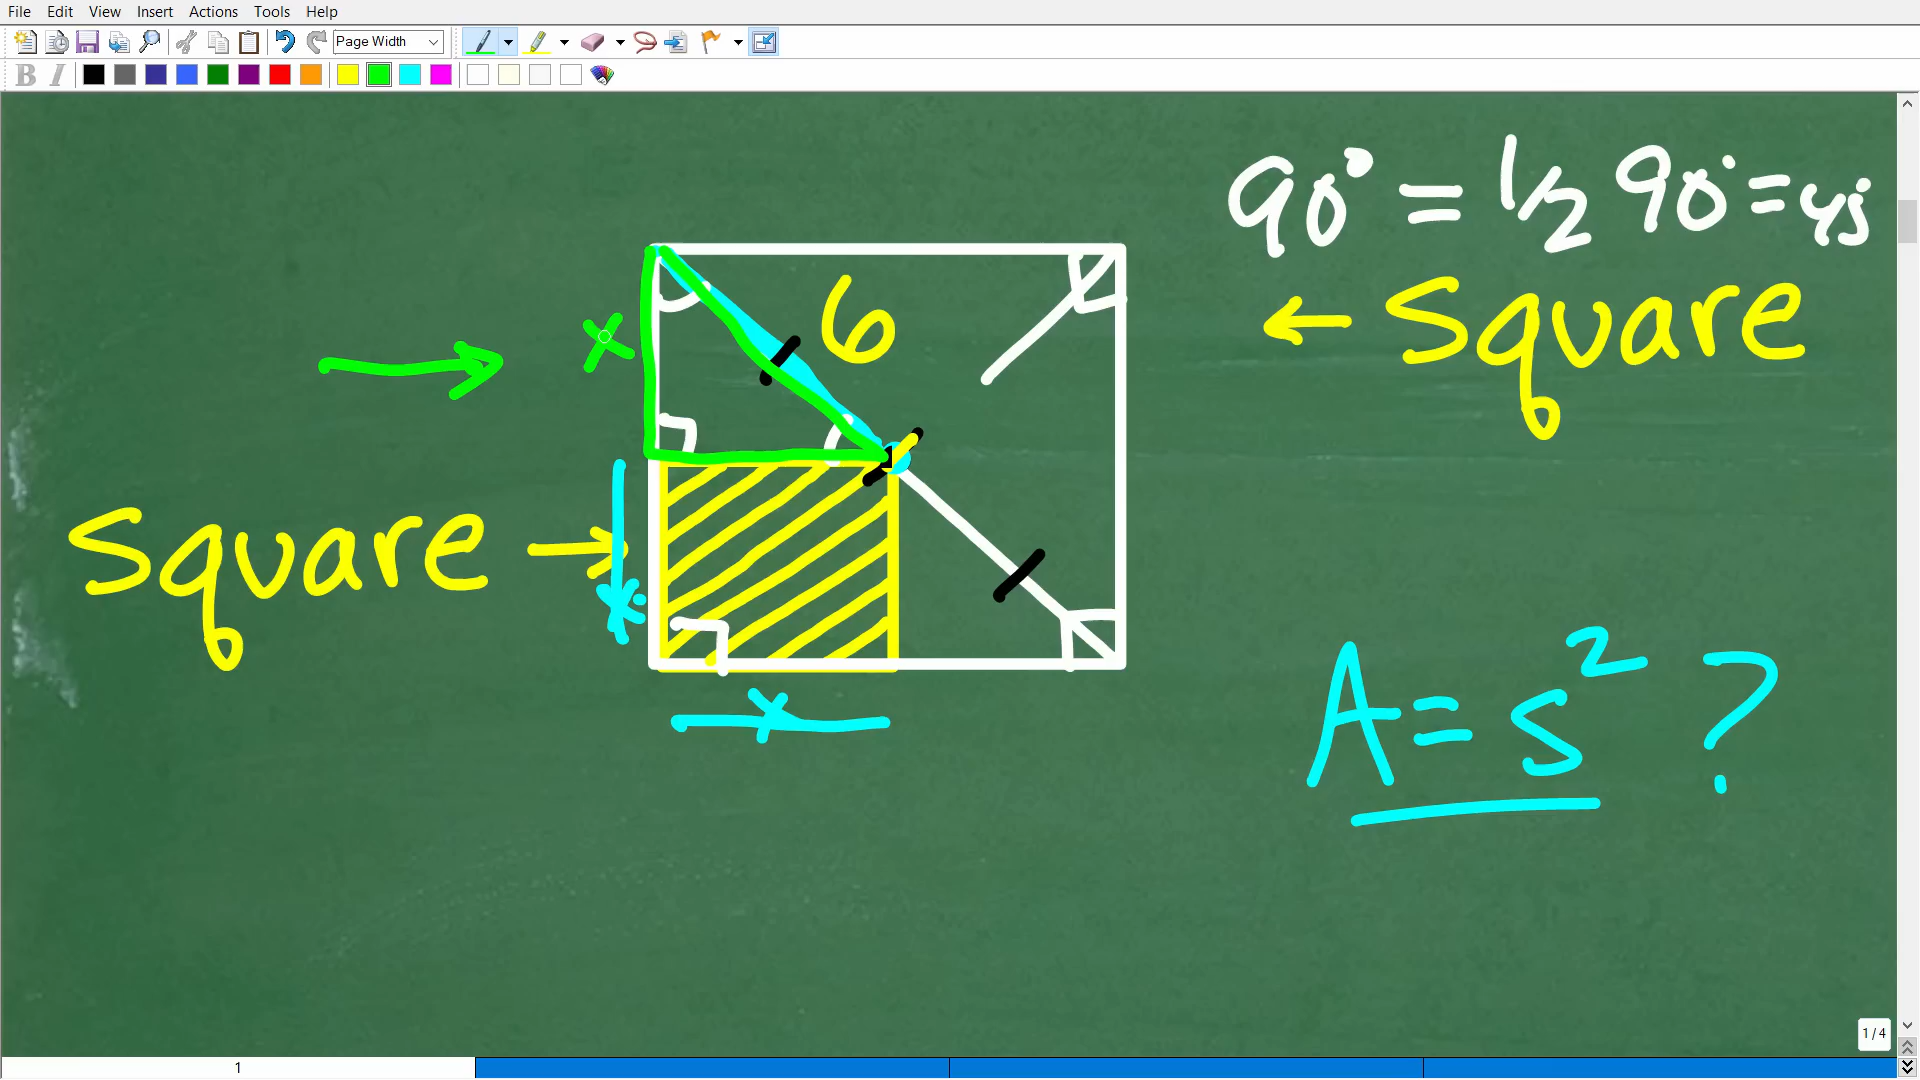 File Edit View Insert Actions Tools Help
Page Width
B I
90° = 1/2 90° = 45
6
← square
x
square →
x
x
A = s² ?
1 / 4
1